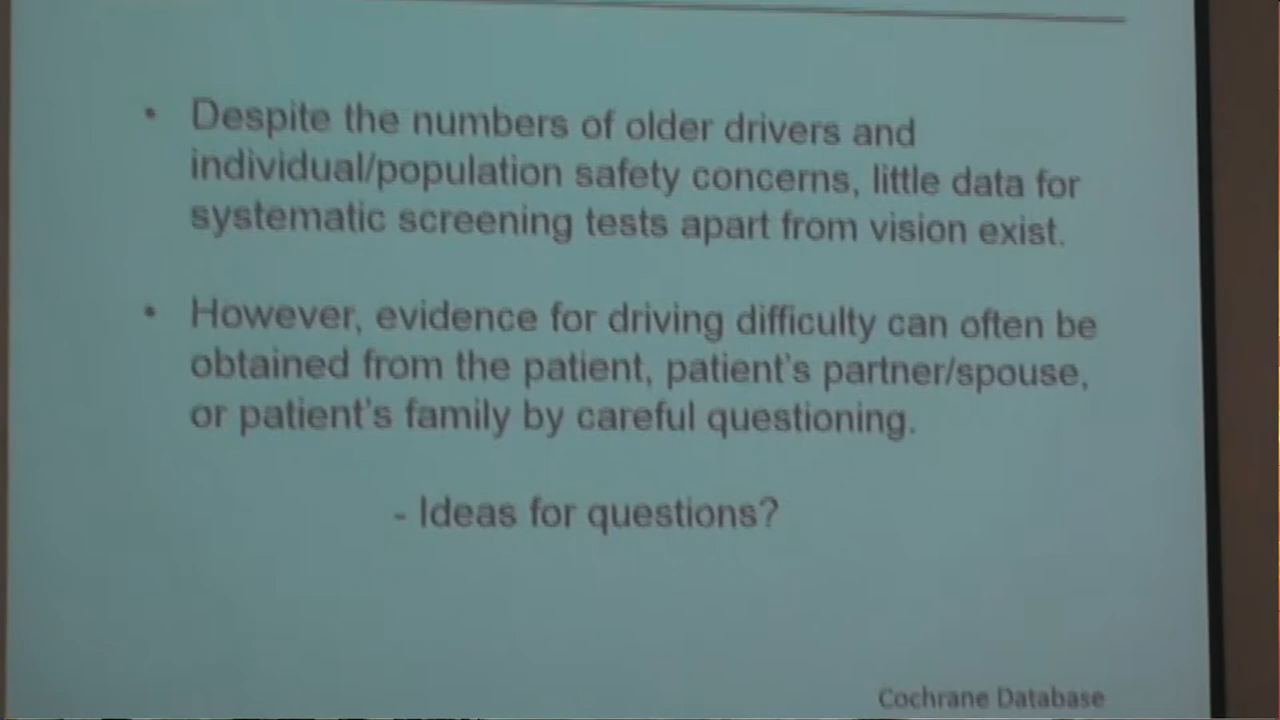 • Despite the numbers of older drivers and
individual/population safety concerns, little data for
systematic screening tests apart from vision exist.
• However, evidence for driving difficulty can often be
obtained from the patient, patient's partner/spouse,
or patient's family by careful questioning.
- Ideas for questions?
Cochrane Database